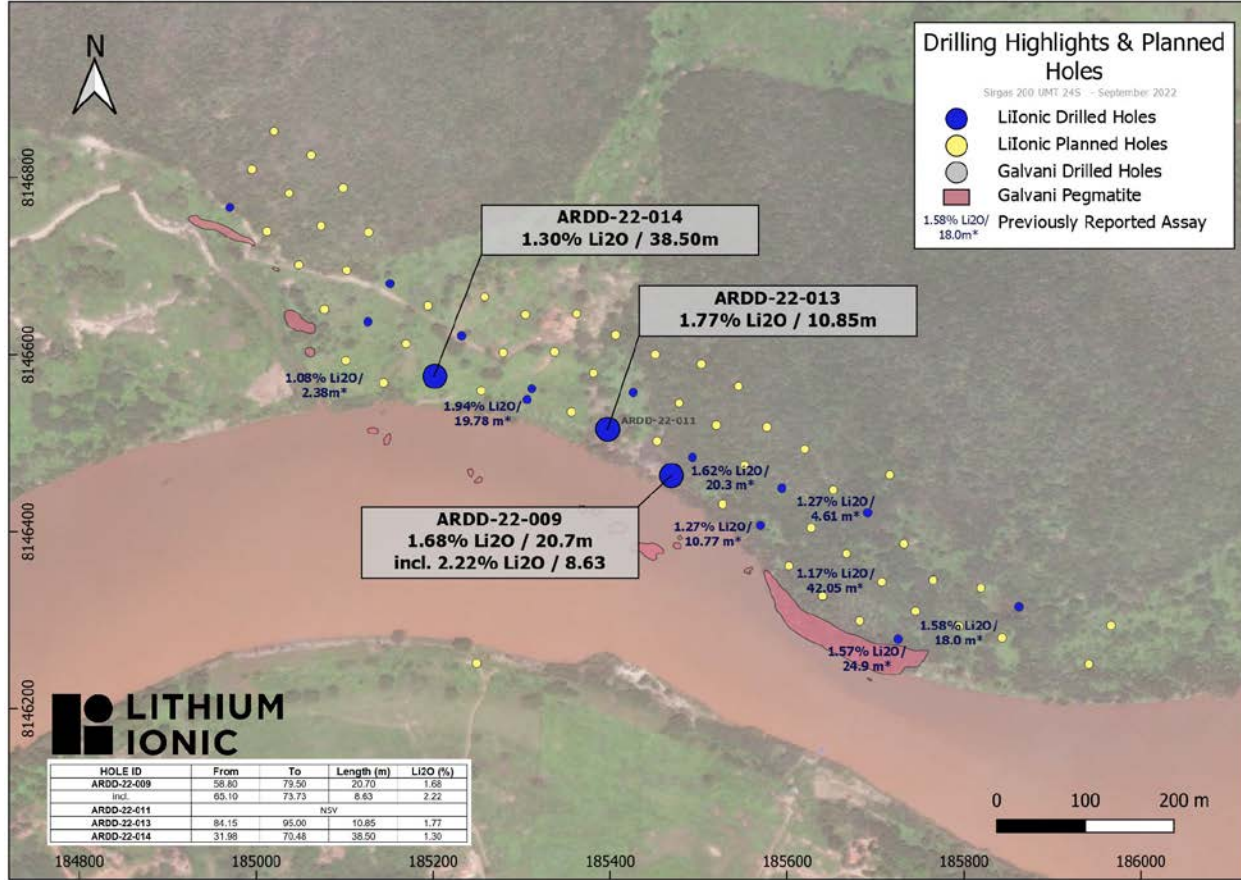 N
Drilling Highlights & Planned
Holes
Sirgas 200 UMT 24S - September 2022
LiIonic Drilled Holes
LiIonic Planned Holes
Galvani Drilled Holes
Galvani Pegmatite
1.58% Li2O/
18.0m*
Previously Reported Assay
8146800
8146600
8146400
8146200
ARDD-22-014
1.30% Li2O / 38.50m
ARDD-22-013
1.77% Li2O / 10.85m
1.08% Li2O/
2.38m*
1.94% Li2O/
19.78 m*
ARDD-22-011
1.62% Li2O/
20.3 m*
1.27% Li2O/
4.61 m*
ARDD-22-009
1.68% Li2O / 20.7m
incl. 2.22% Li2O / 8.63
1.27% Li2O/
10.77 m*
1.17% Li2O/
42.05 m*
1.58% Li2O/
18.0 m*
1.57% Li2O/
24.9 m*
LITHIUM
IONIC
HOLE ID From To Length (m) Li2O (%)
ARDD-22-009 58.80 79.50 20.70 1.68
incl. 65.10 73.73 8.63 2.22
ARDD-22-011 NSV
ARDD-22-013 84.15 95.00 10.85 1.77
ARDD-22-014 31.98 70.48 38.50 1.30
0 100 200 m
184800 185000 185200 185400 185600 185800 186000